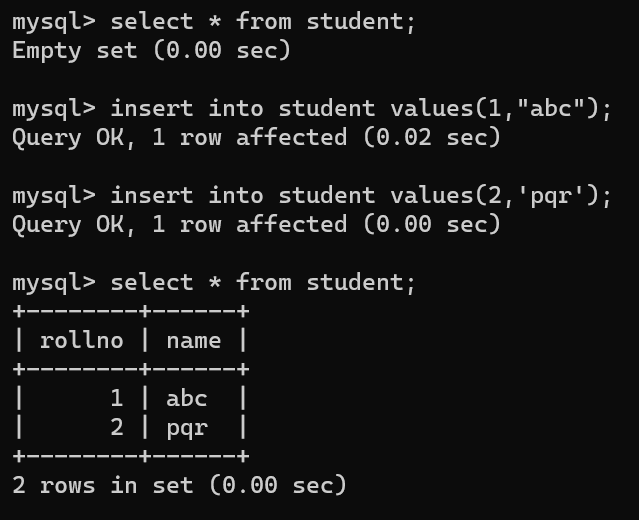 mysql> select * from student;
Empty set (0.00 sec)

mysql> insert into student values(1,"abc");
Query OK, 1 row affected (0.02 sec)

mysql> insert into student values(2,'pqr');
Query OK, 1 row affected (0.00 sec)

mysql> select * from student;
+--------+------+
| rollno | name |
+--------+------+
|      1 | abc  |
|      2 | pqr  |
+--------+------+
2 rows in set (0.00 sec)